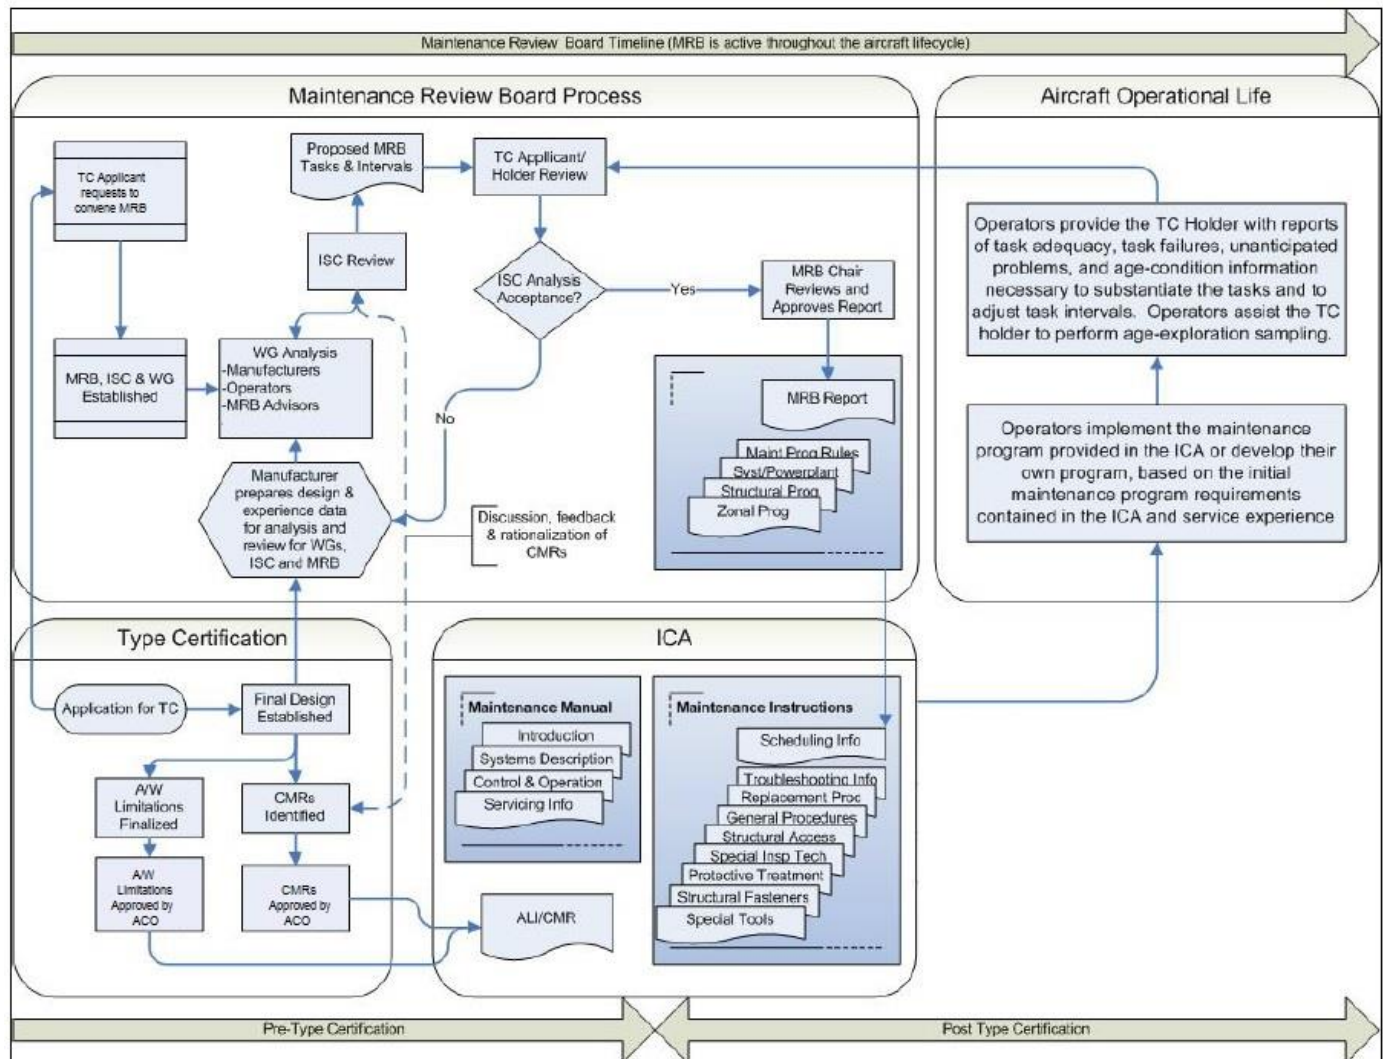 Maintenance Review Board Timeline (MRB is active throughout the aircraft lifecycle)
Maintenance Review Board Process
TC Applicant
requests to
convene MRB
MRB, ISC & WG
Established
Proposed MRB
Tasks & Intervals
ISC Review
WG Analysis
-Manufacturers
-Operators
-MRB Advisors
Manufacturer
prepares design &
experience data
for analysis and
review for WGs,
ISC and MRB
TC Appllicant/
Holder Review
ISC Analysis
Acceptance?
Yes
No
MRB Chair
Reviews and
Approves Report
MRB Report
Maint Prog Rules
Syst/Powerplant
Structural Prog
Zonal Prog
Discussion, feedback
& rationalization of
CMRs
Aircraft Operational Life
Operators provide the TC Holder with reports
of task adequacy, task failures, unanticipated
problems, and age-condition information
necessary to substantiate the tasks and to
adjust task intervals. Operators assist the TC
holder to perform age-exploration sampling.
Operators implement the maintenance
program provided in the ICA or develop their
own program, based on the initial
maintenance program requirements
contained in the ICA and service experience
Type Certification
Application for TC
Final Design
Established
A/W
Limitations
Finalized
CMRs
Identified
A/W
Limitations
Approved by
ACO
CMRs
Approved by
ACO
ICA
Maintenance Manual
Introduction
Systems Description
Control & Operation
Servicing Info
ALI/CMR
Maintenance Instructions
Scheduling Info
Troubleshooting Info
Replacement Proc
General Procedures
Structural Access
Special Insp Tech
Protective Treatment
Structural Fasteners
Special Tools
Pre-Type Certification
Post Type Certification